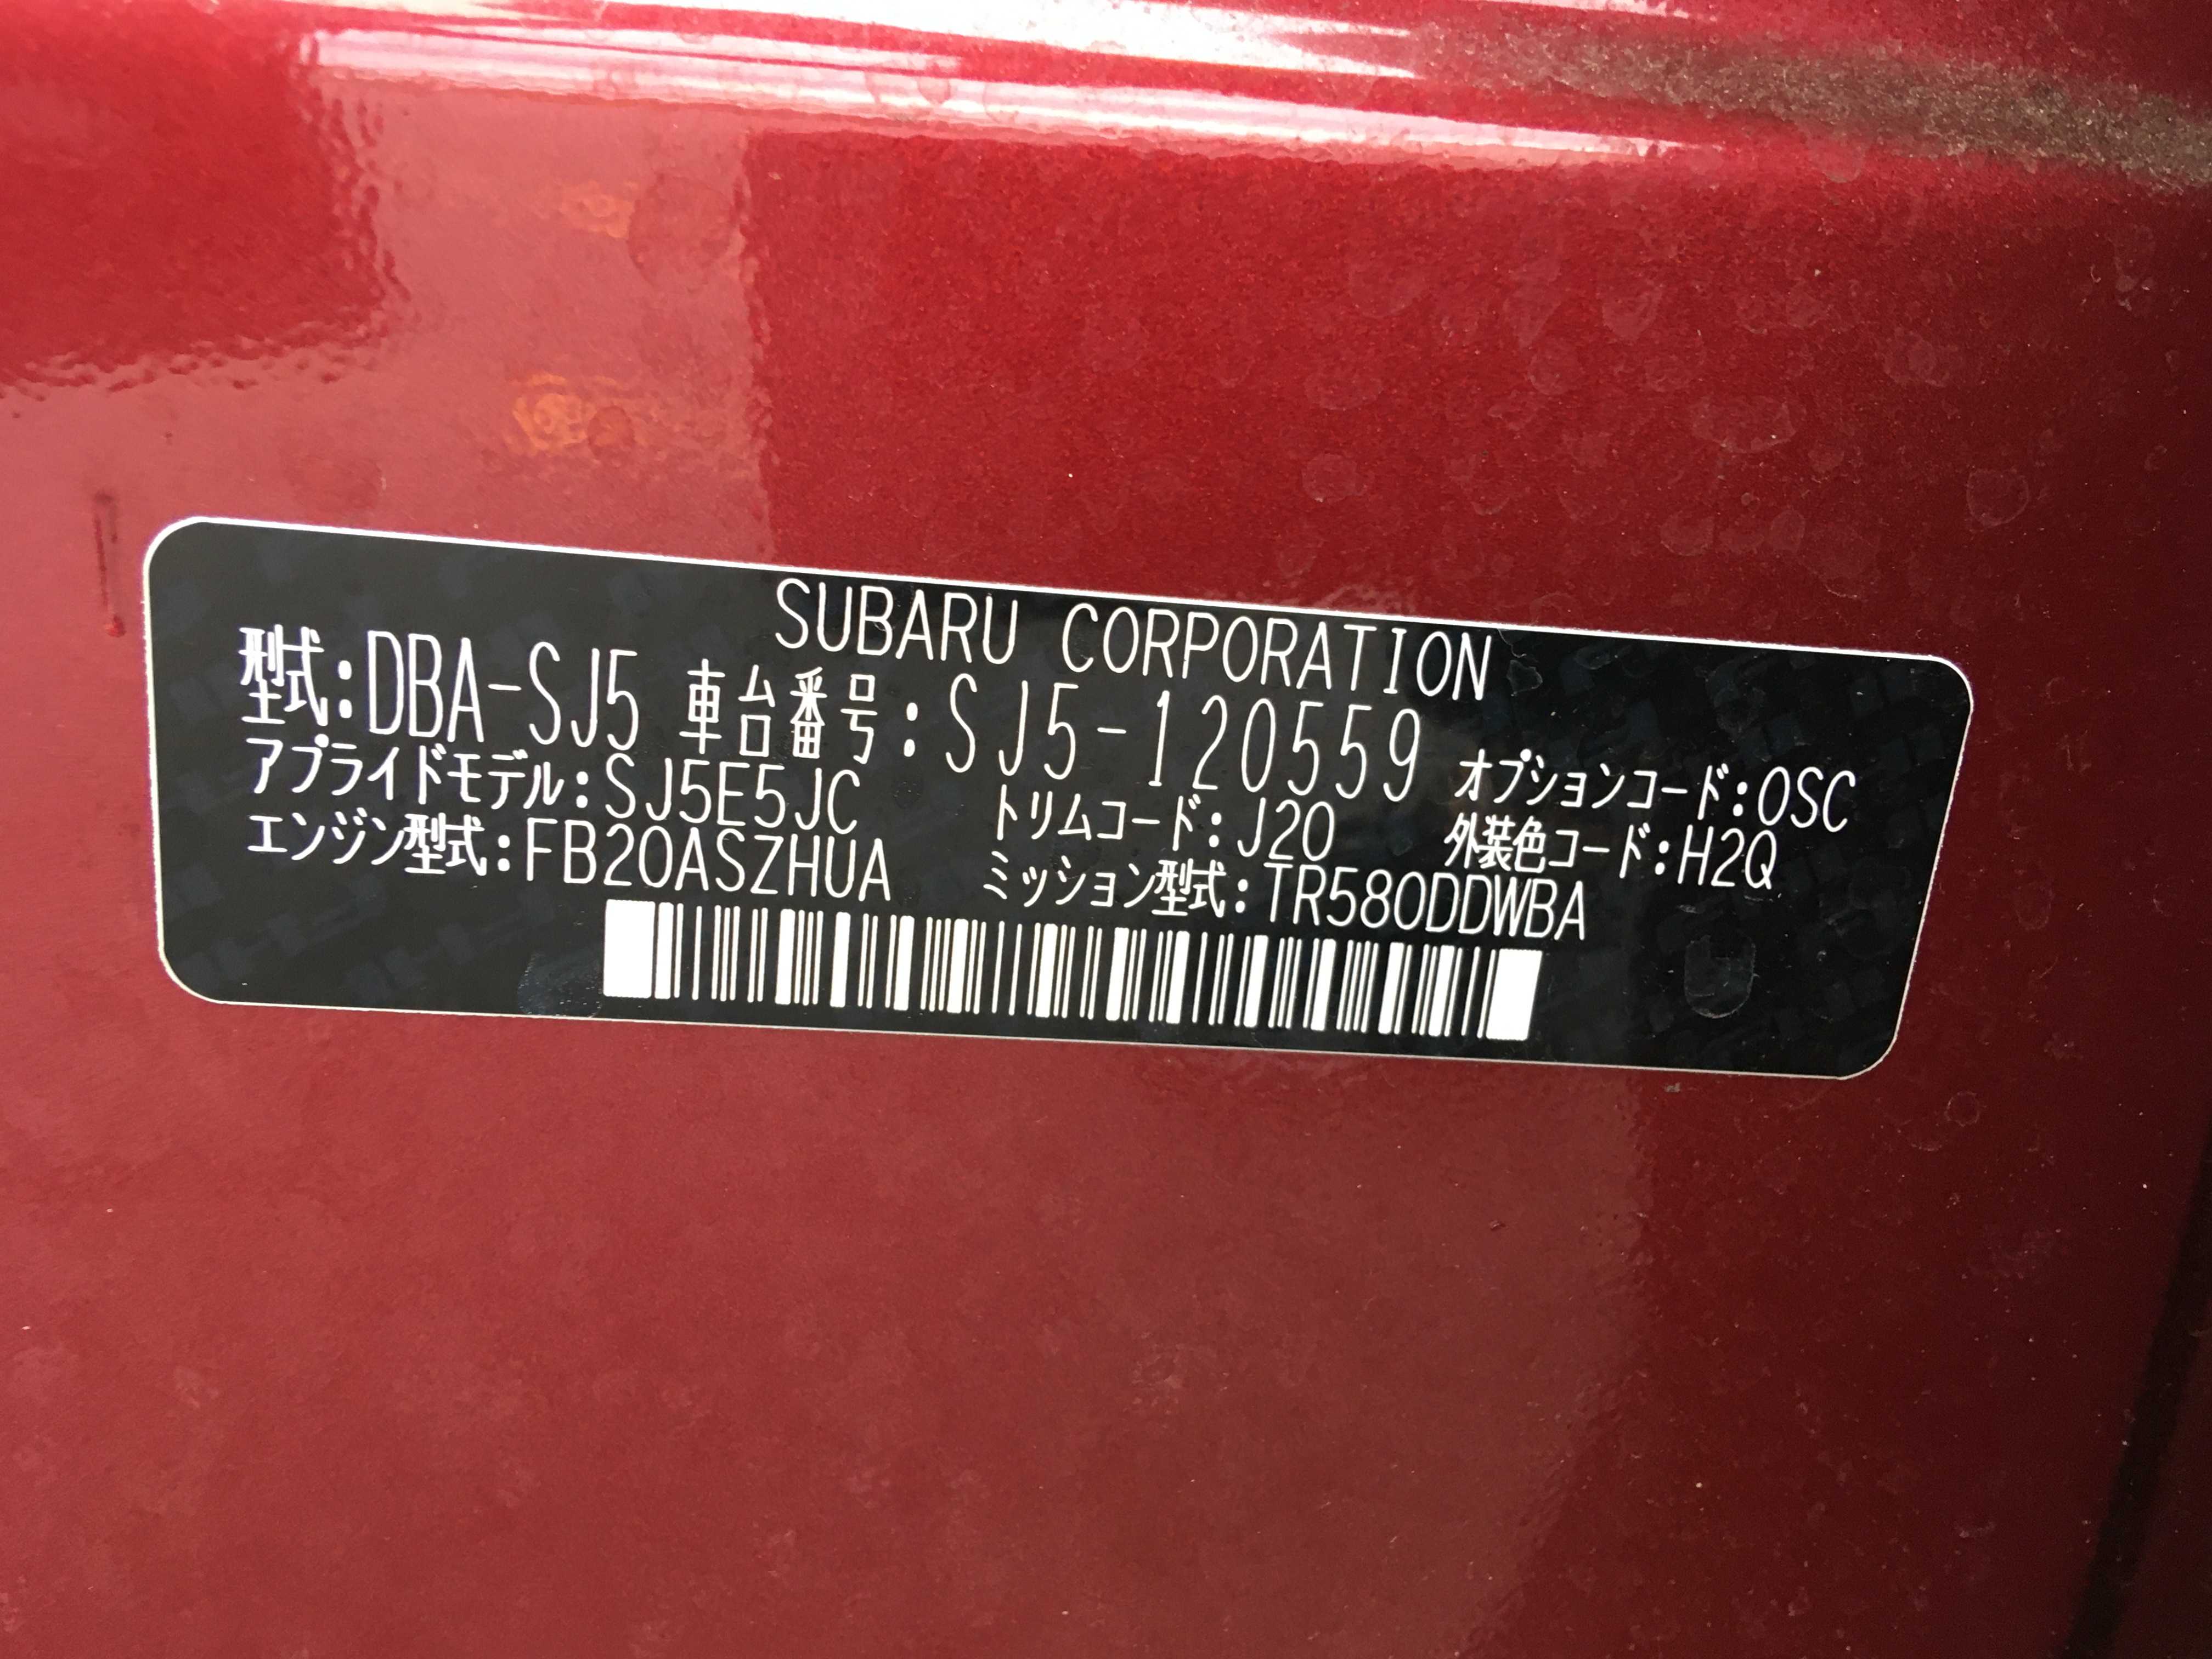 SUBARU CORPORATION
型式:DBA-SJ5 車台番号:SJ5-120559
アプライドモデル:SJ5E5JC トリムコード:J20 オプションコード:OSC
エンジン型式:FB20ASZHUA ミッション型式:TR580DDWBA 外装色コード:H2Q